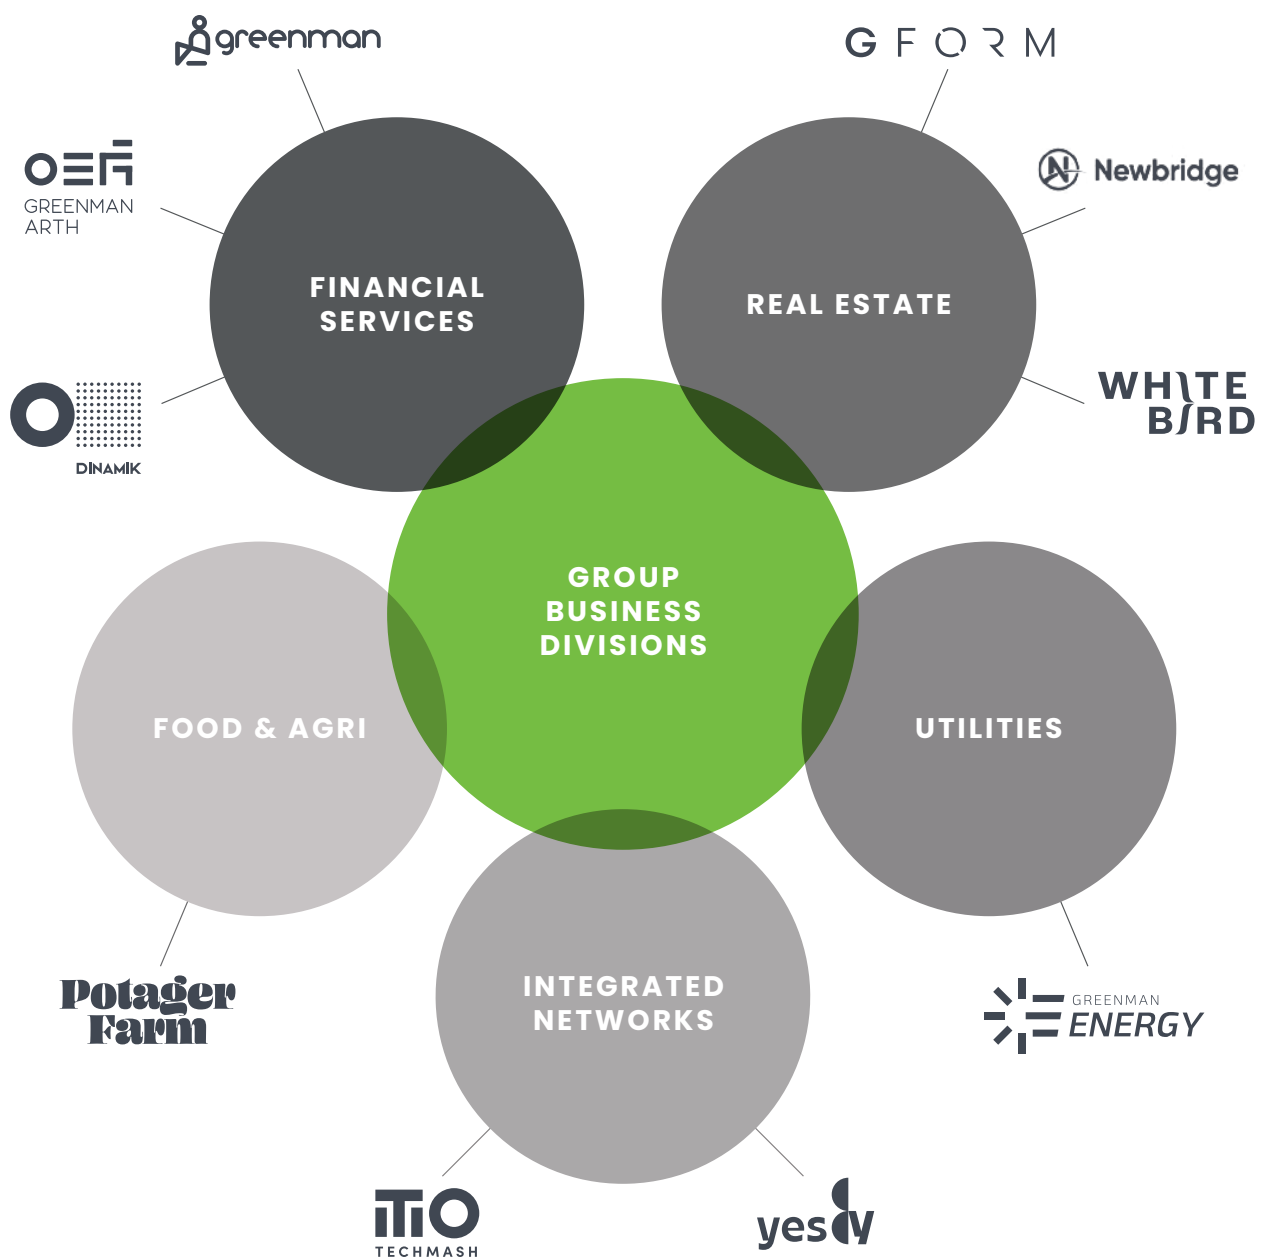 greenman
GFORM
GREENMAN
ARTH
Newbridge
FINANCIAL
SERVICES
REAL ESTATE
WHITE
BIRD
DINAMIK
GROUP
BUSINESS
DIVISIONS
FOOD & AGRI
UTILITIES
INTEGRATED
NETWORKS
Potager
Farm
GREENMAN
ENERGY
TECHMASH
yes